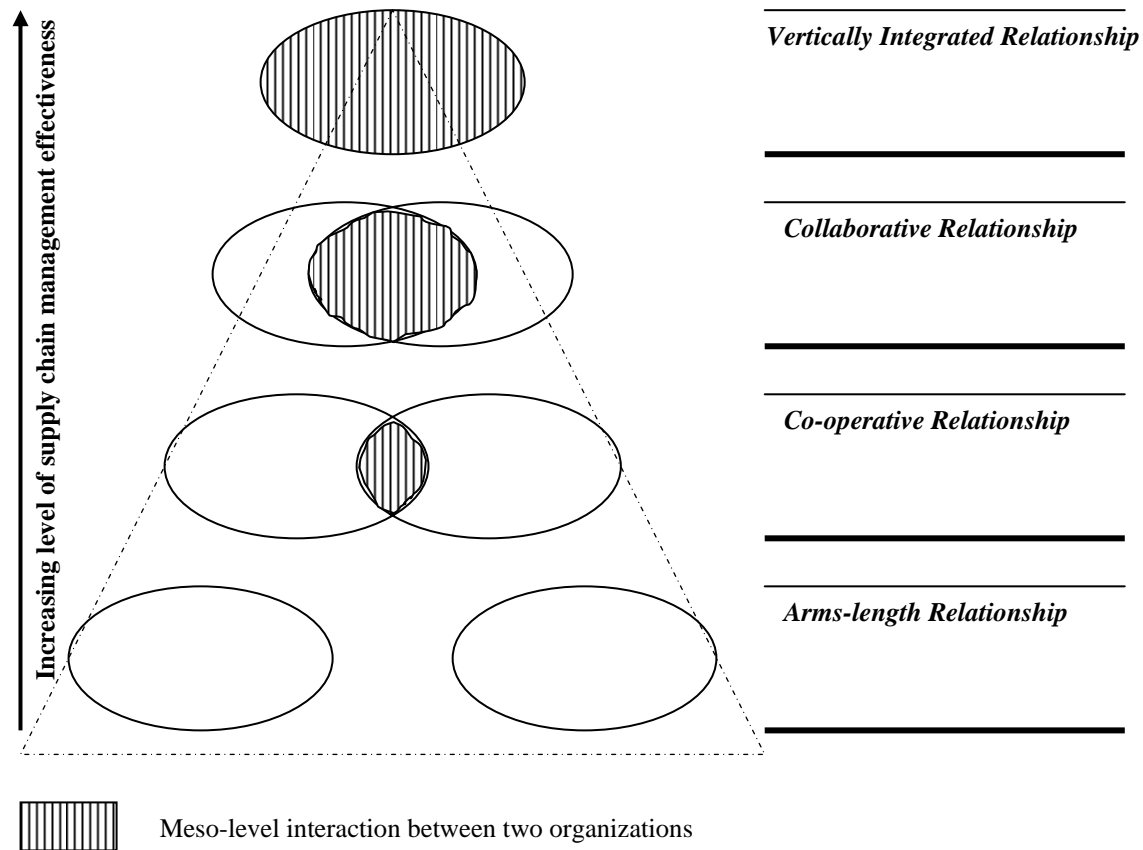 Increasing level of supply chain management effectiveness
Vertically Integrated Relationship
Collaborative Relationship
Co-operative Relationship
Arms-length Relationship
Meso-level interaction between two organizations